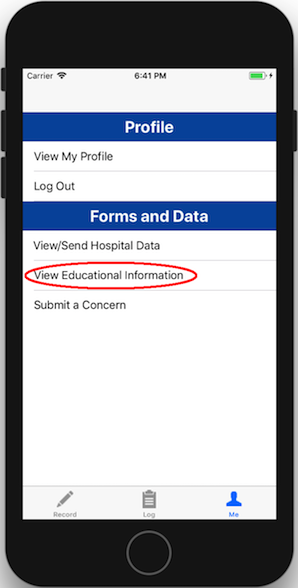 Carrier 6:41 PM
Profile
View My Profile
Log Out
Forms and Data
View/Send Hospital Data
View Educational Information
Submit a Concern
Record Log Me